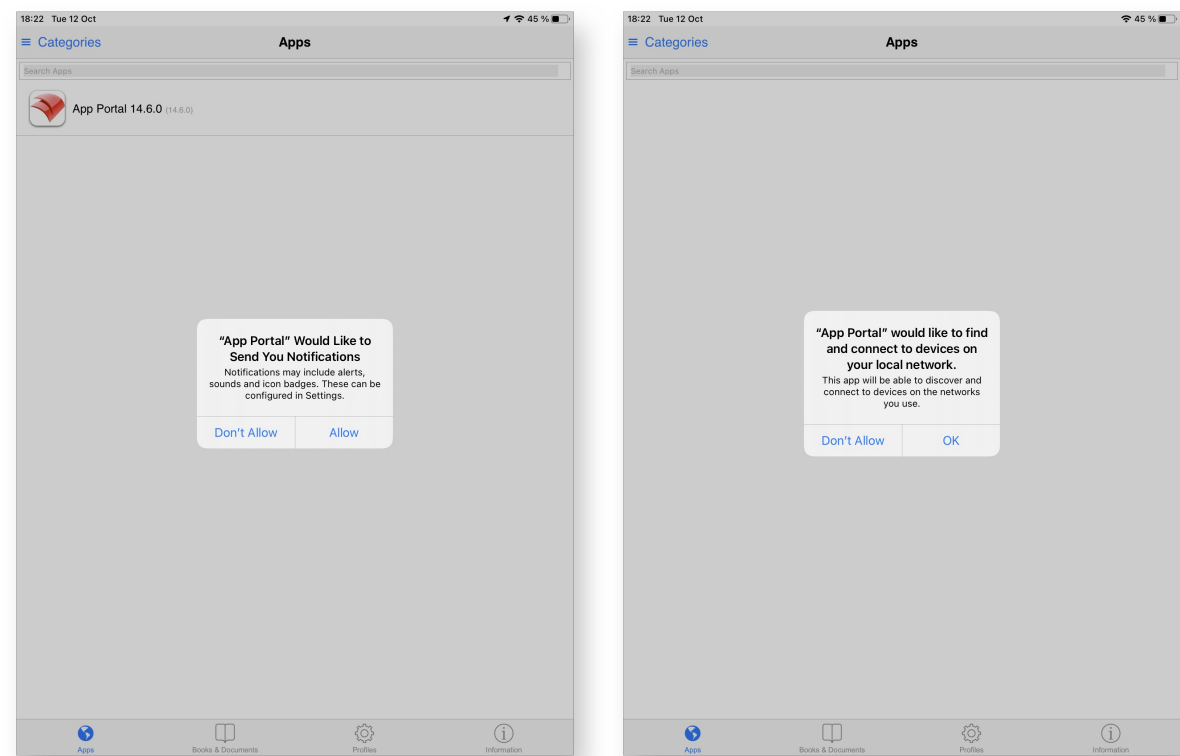 18:22 Tue 12 Oct 45 %
Categories Apps
Search Apps
App Portal 14.6.0 (14.6.0)
“App Portal” Would Like to
Send You Notifications
Notifications may include alerts,
sounds and icon badges. These can be
configured in Settings.
Don’t Allow Allow
Apps Books & Documents Profiles Information
18:22 Tue 12 Oct 45 %
Categories Apps
Search Apps
“App Portal” would like to find
and connect to devices on
your local network.
This app will be able to discover and
connect to devices on the networks
you use.
Don’t Allow OK
Apps Books & Documents Profiles Information